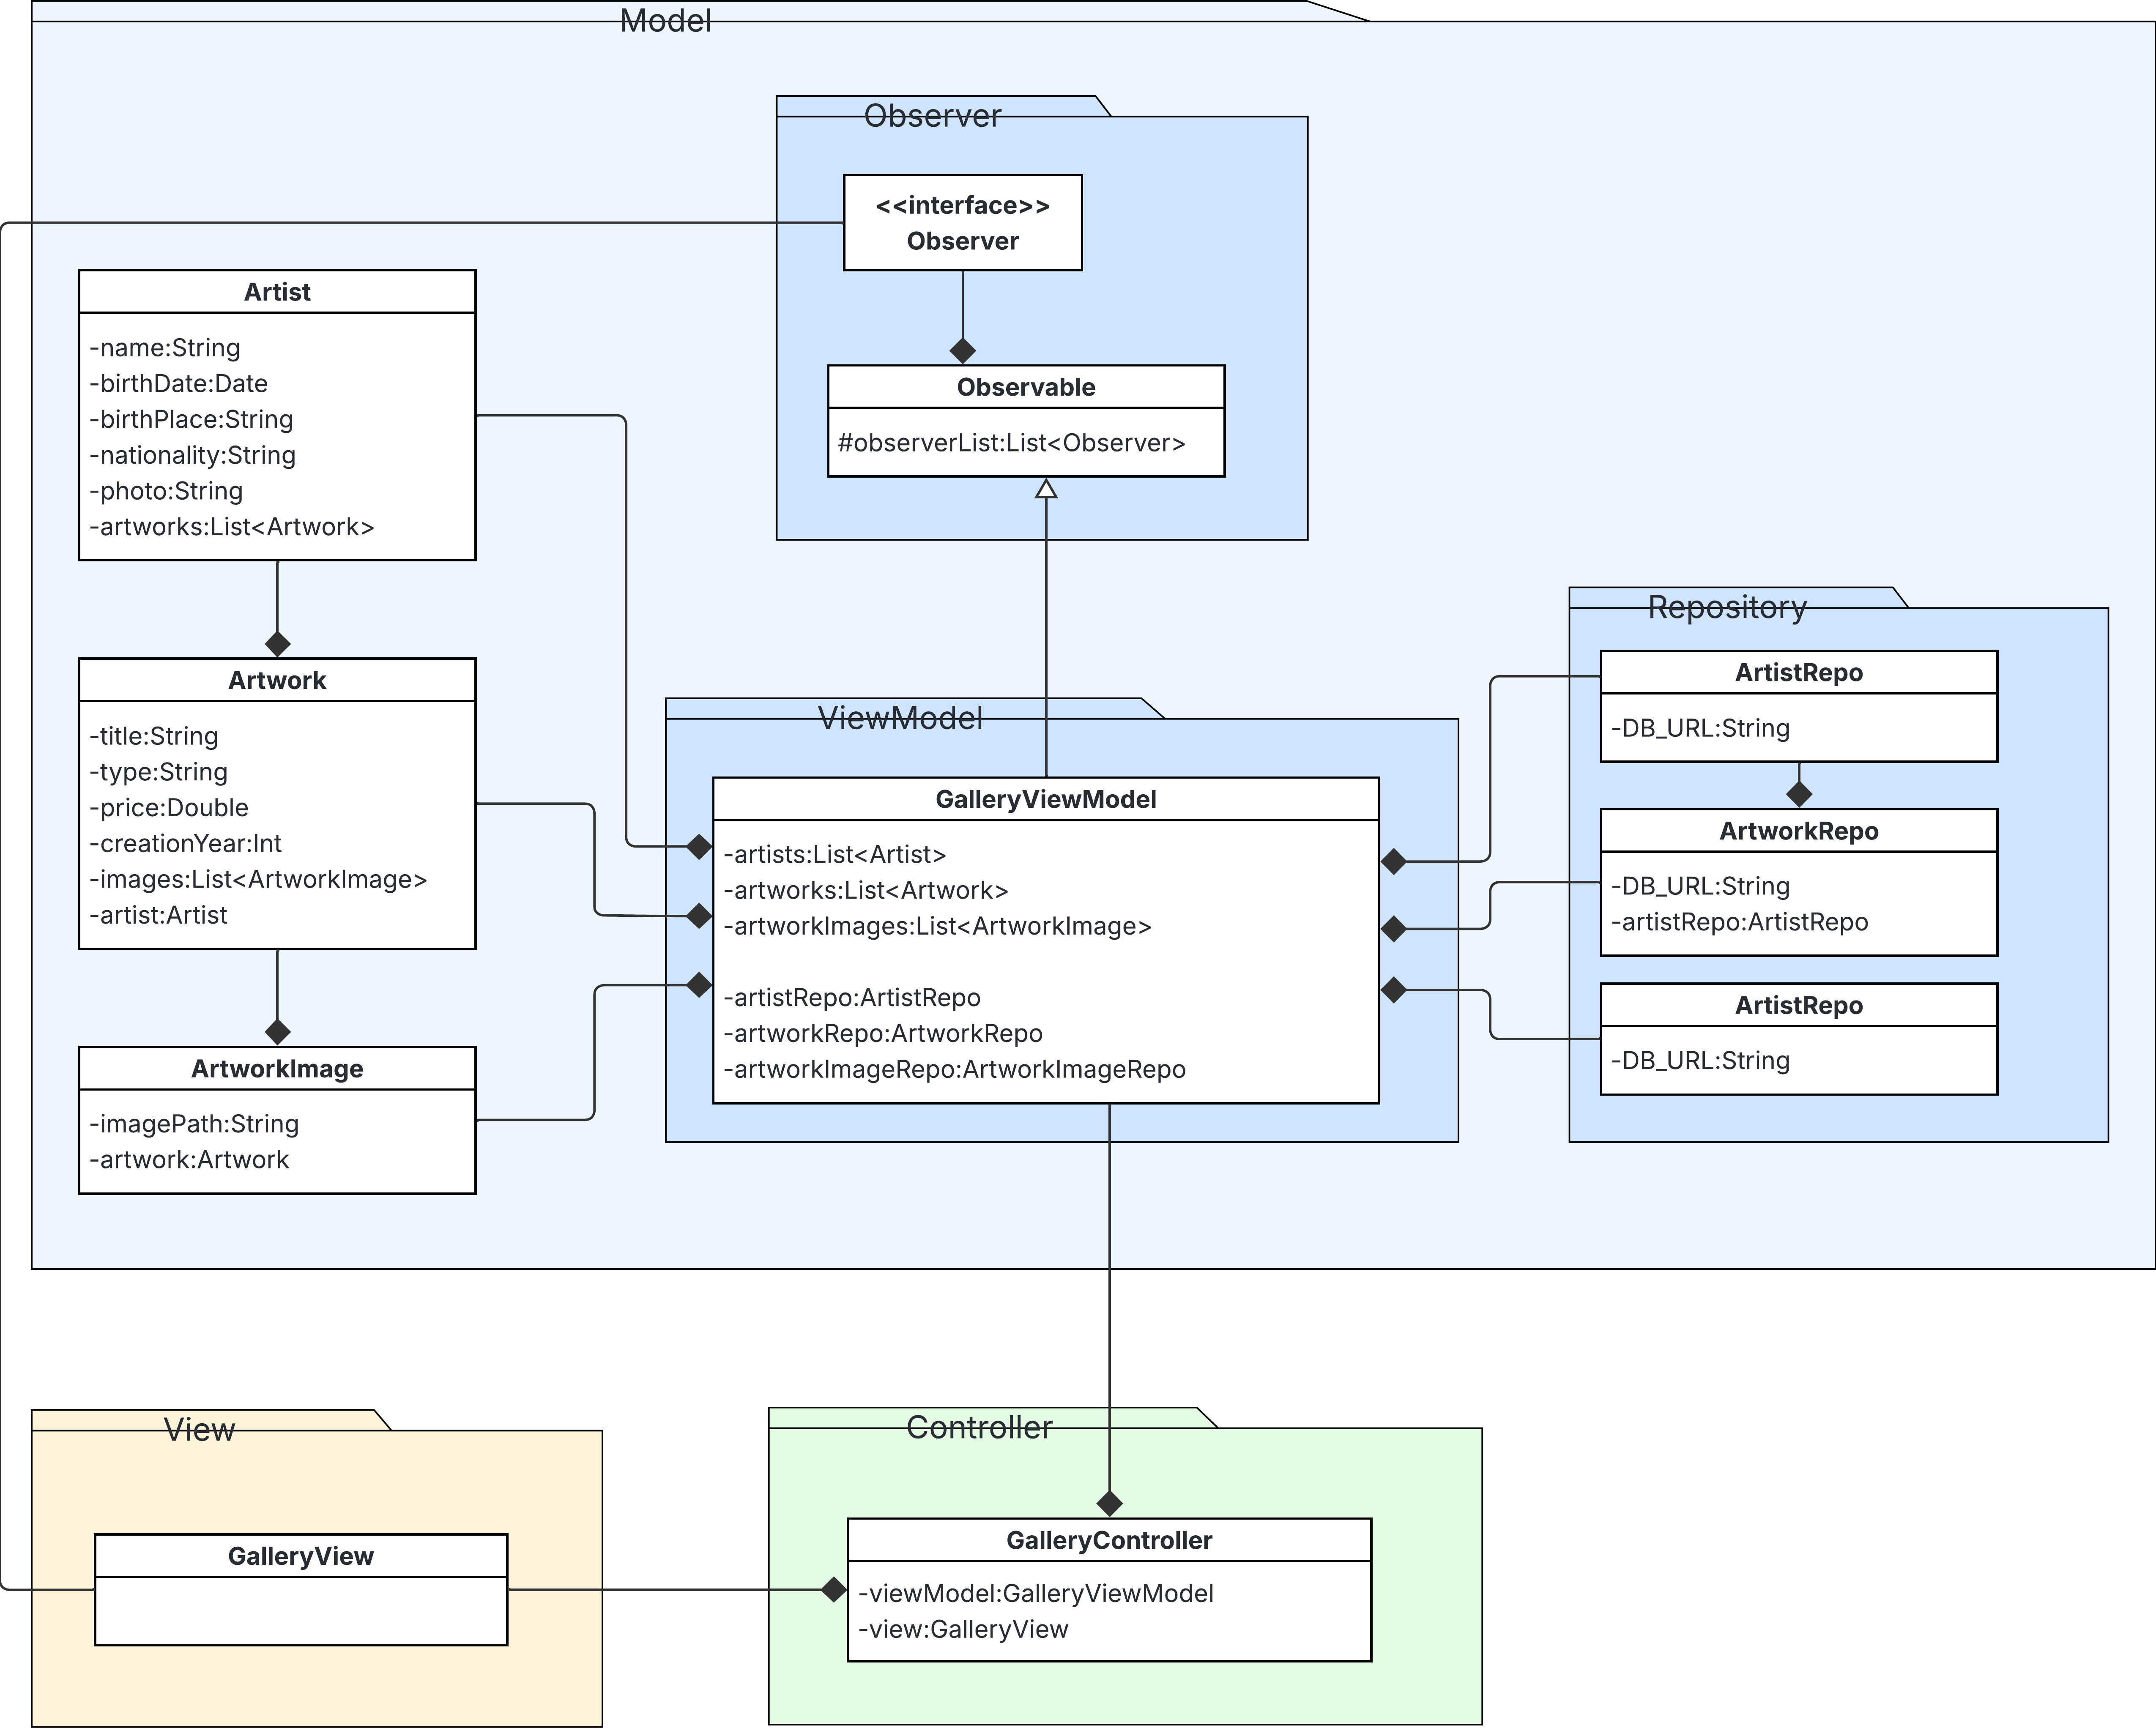 Model
Observer
<<interface>>
Observer
Observable
#observerList:List<Observer>
Artist
-name:String
-birthDate:Date
-birthPlace:String
-nationality:String
-photo:String
-artworks:List<Artwork>
Artwork
-title:String
-type:String
-price:Double
-creationYear:Int
-images:List<ArtworkImage>
-artist:Artist
ArtworkImage
-imagePath:String
-artwork:Artwork
ViewModel
GalleryViewModel
-artists:List<Artist>
-artworks:List<Artwork>
-artworkImages:List<ArtworkImage>
-artistRepo:ArtistRepo
-artworkRepo:ArtworkRepo
-artworkImageRepo:ArtworkImageRepo
Repository
ArtistRepo
-DB_URL:String
ArtworkRepo
-DB_URL:String
-artistRepo:ArtistRepo
ArtistRepo
-DB_URL:String
View
GalleryView
Controller
GalleryController
-viewModel:GalleryViewModel
-view:GalleryView